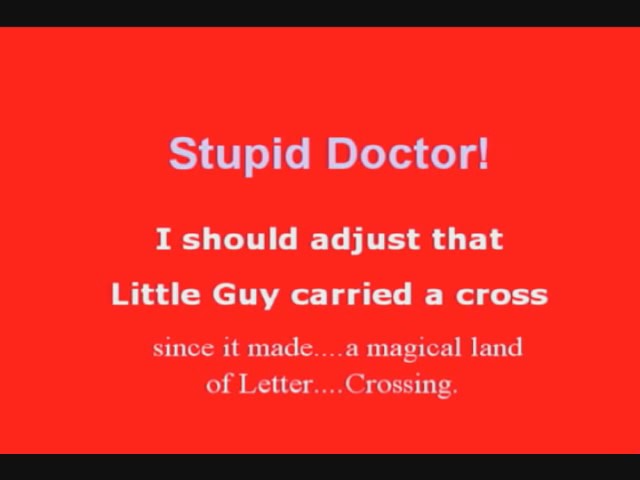 Stupid Doctor!
I should adjust that
Little Guy carried a cross
since it made....a magical land
of Letter....Crossing.